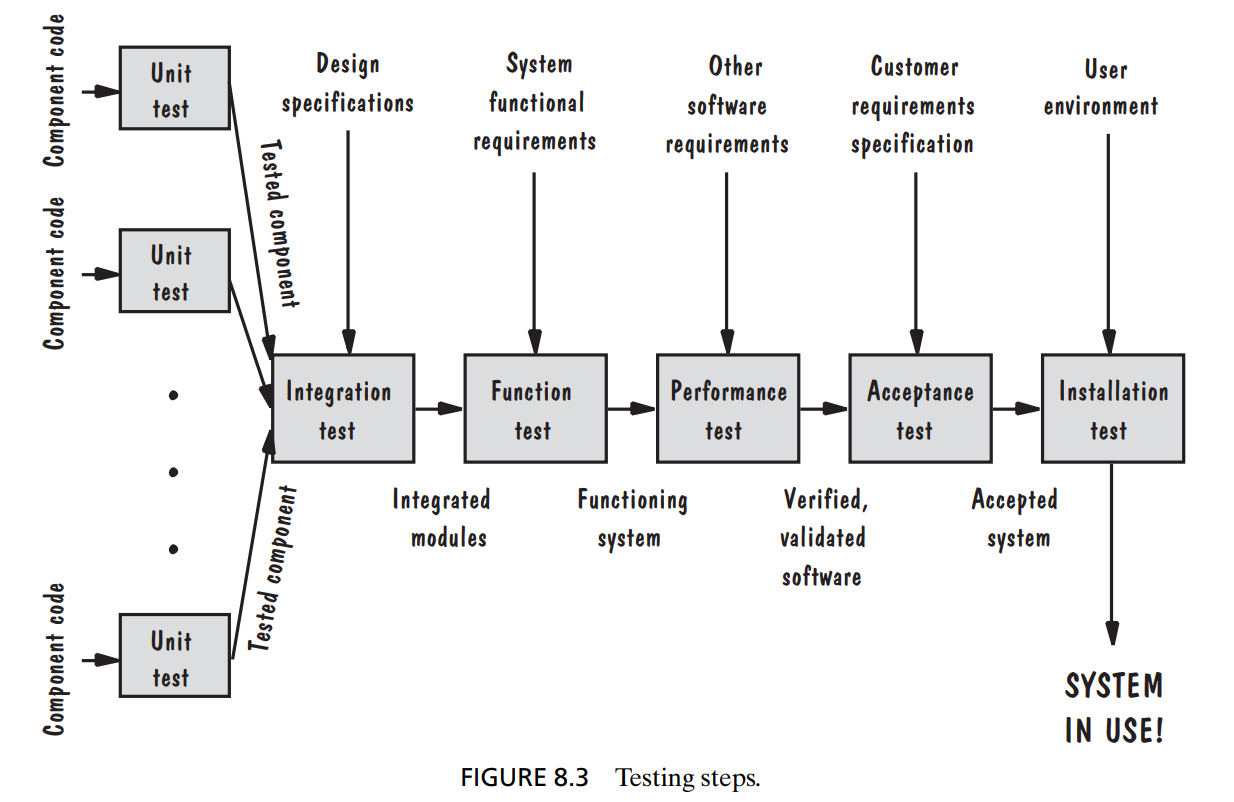 Component code
Unit
test
Component code
Unit
test
Component code
Unit
test
Tested component
Tested component
Design
specifications
System
functional
requirements
Other
software
requirements
Customer
requirements
specification
User
environment
Integration
test
Function
test
Performance
test
Acceptance
test
Installation
test
Integrated
modules
Functioning
system
Verified,
validated
software
Accepted
system
SYSTEM
IN USE!
FIGURE 8.3 Testing steps.